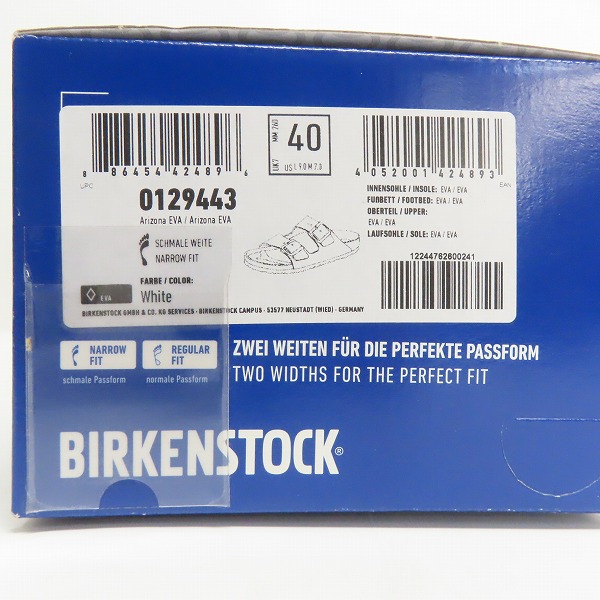 8 86454 42489 6
UPC
UK7 MM 260
40
US L9 0 M 7 0
4 052001 424893
EAN
0129443
Arizona EVA / Arizona EVA
SCHMALE WEITE
NARROW FIT
FARBE / COLOR:
EVA White
INNENSOHLE / INSOLE: EVA / EVA
FUßBETT / FOOTBED: EVA / EVA
OBERTEIL / UPPER:
EVA / EVA
LAUFSOHLE / SOLE: EVA / EVA
12244762600241
BIRKENSTOCK GMBH & CO. KG SERVICES · BIRKENSTOCK CAMPUS · 53577 NEUSTADT (WIED) · GERMANY
NARROW FIT
schmale Passform
REGULAR FIT
normale Passform
ZWEI WEITEN FÜR DIE PERFEKTE PASSFORM
TWO WIDTHS FOR THE PERFECT FIT
BIRKENSTOCK®